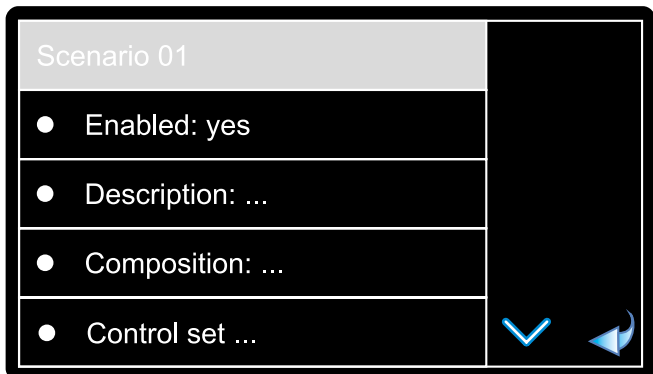 Scenario 01
Enabled: yes
Description: ...
Composition: ...
Control set ...